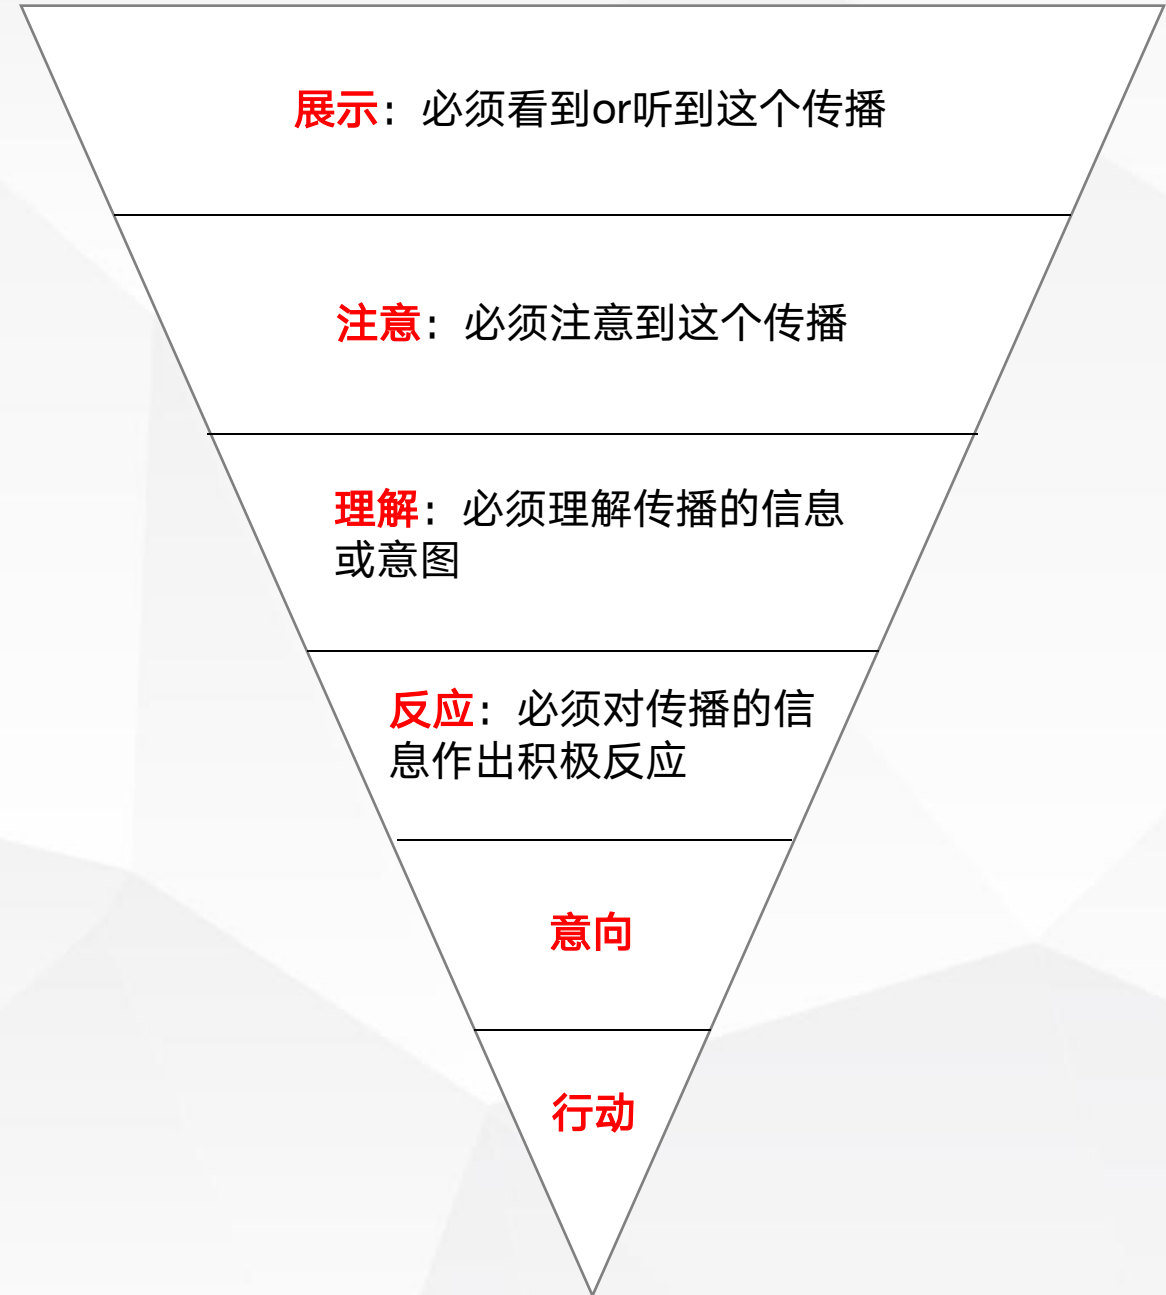 展示：必须看到or听到这个传播
注意：必须注意到这个传播
理解：必须理解传播的信息
或意图
反应：必须对传播的信
息作出积极反应
意向
行动